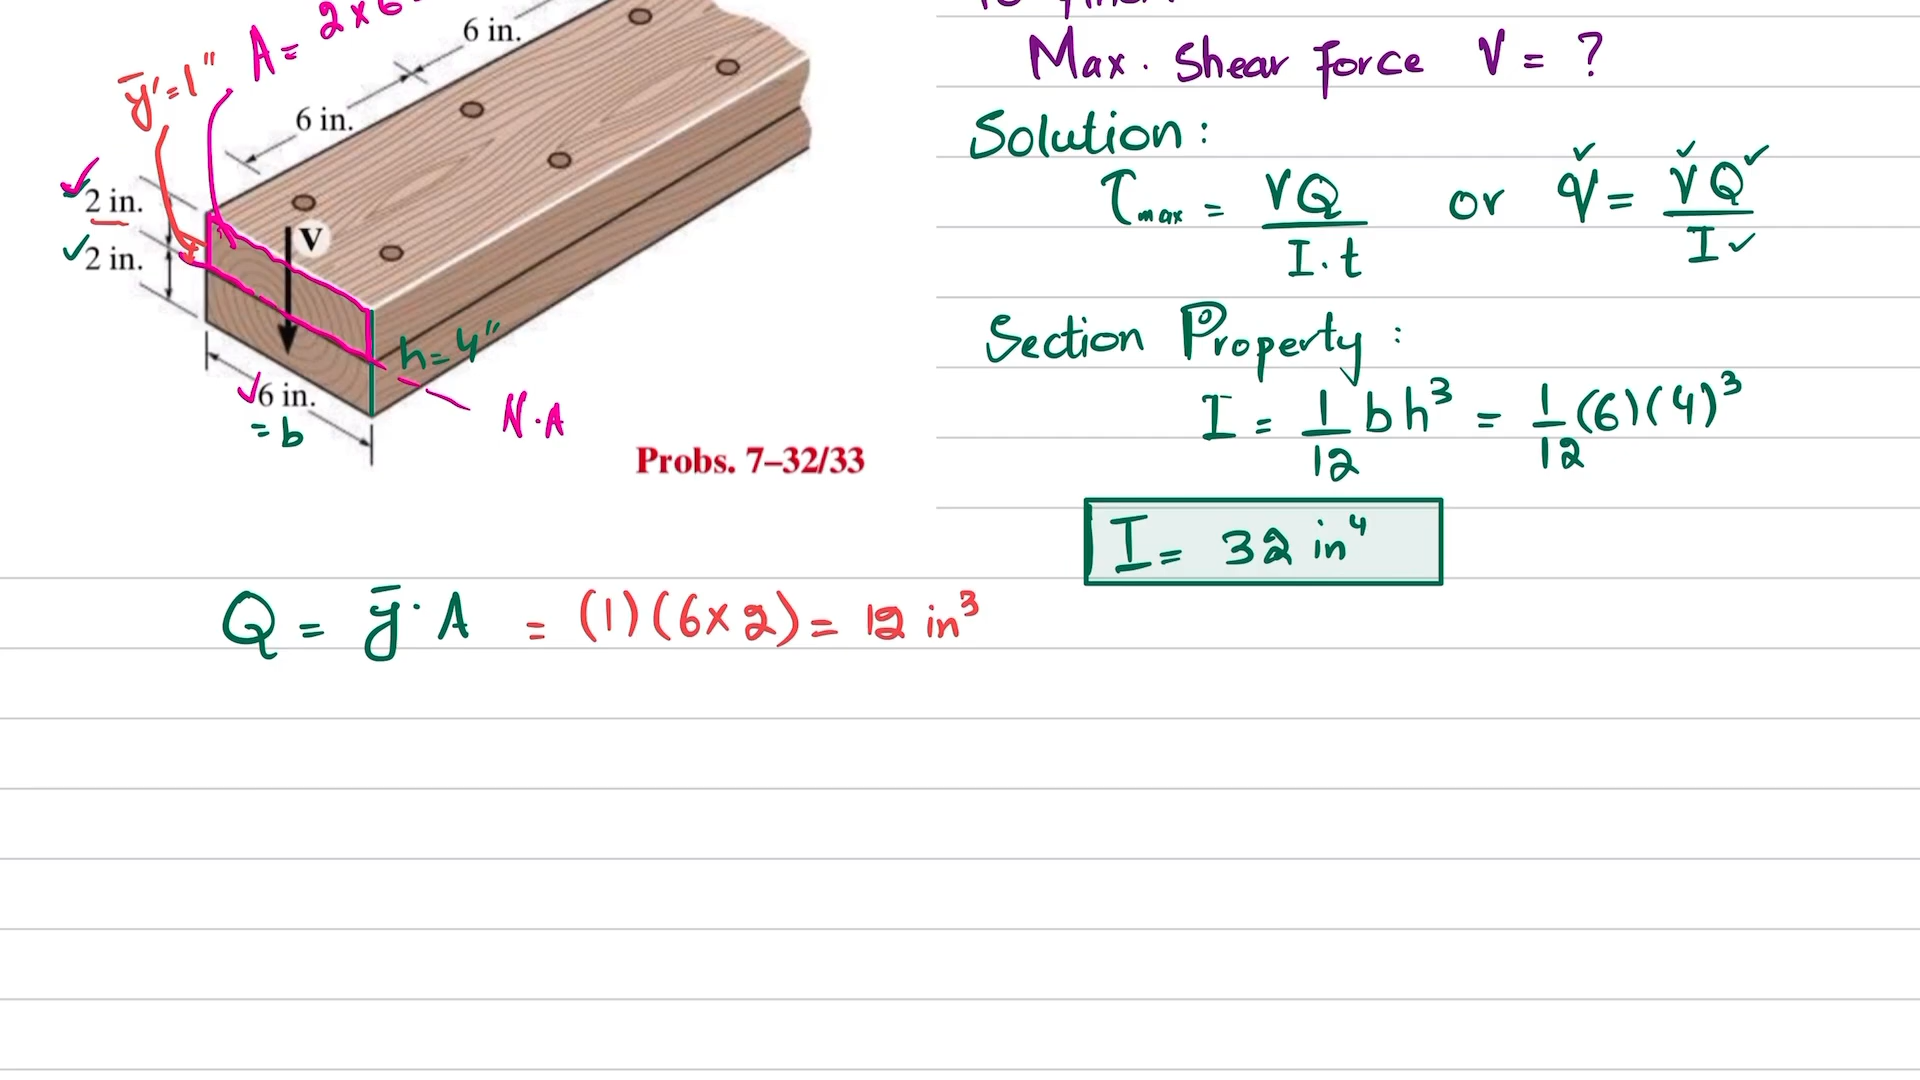 Max. Shear Force V = ?
Solution :
τmax = VQ / I.t or q = VQ / I
Section Property :
I = 1/12 bh³ = 1/12 (6)(4)³
I = 32 in⁴
A = 2x6
ȳ'=1"
6 in.
6 in.
2 in.
2 in.
V
h=4"
6 in.
= b
N.A
Probs. 7–32/33
Q = ȳ.A = (1)(6x2) = 12 in³